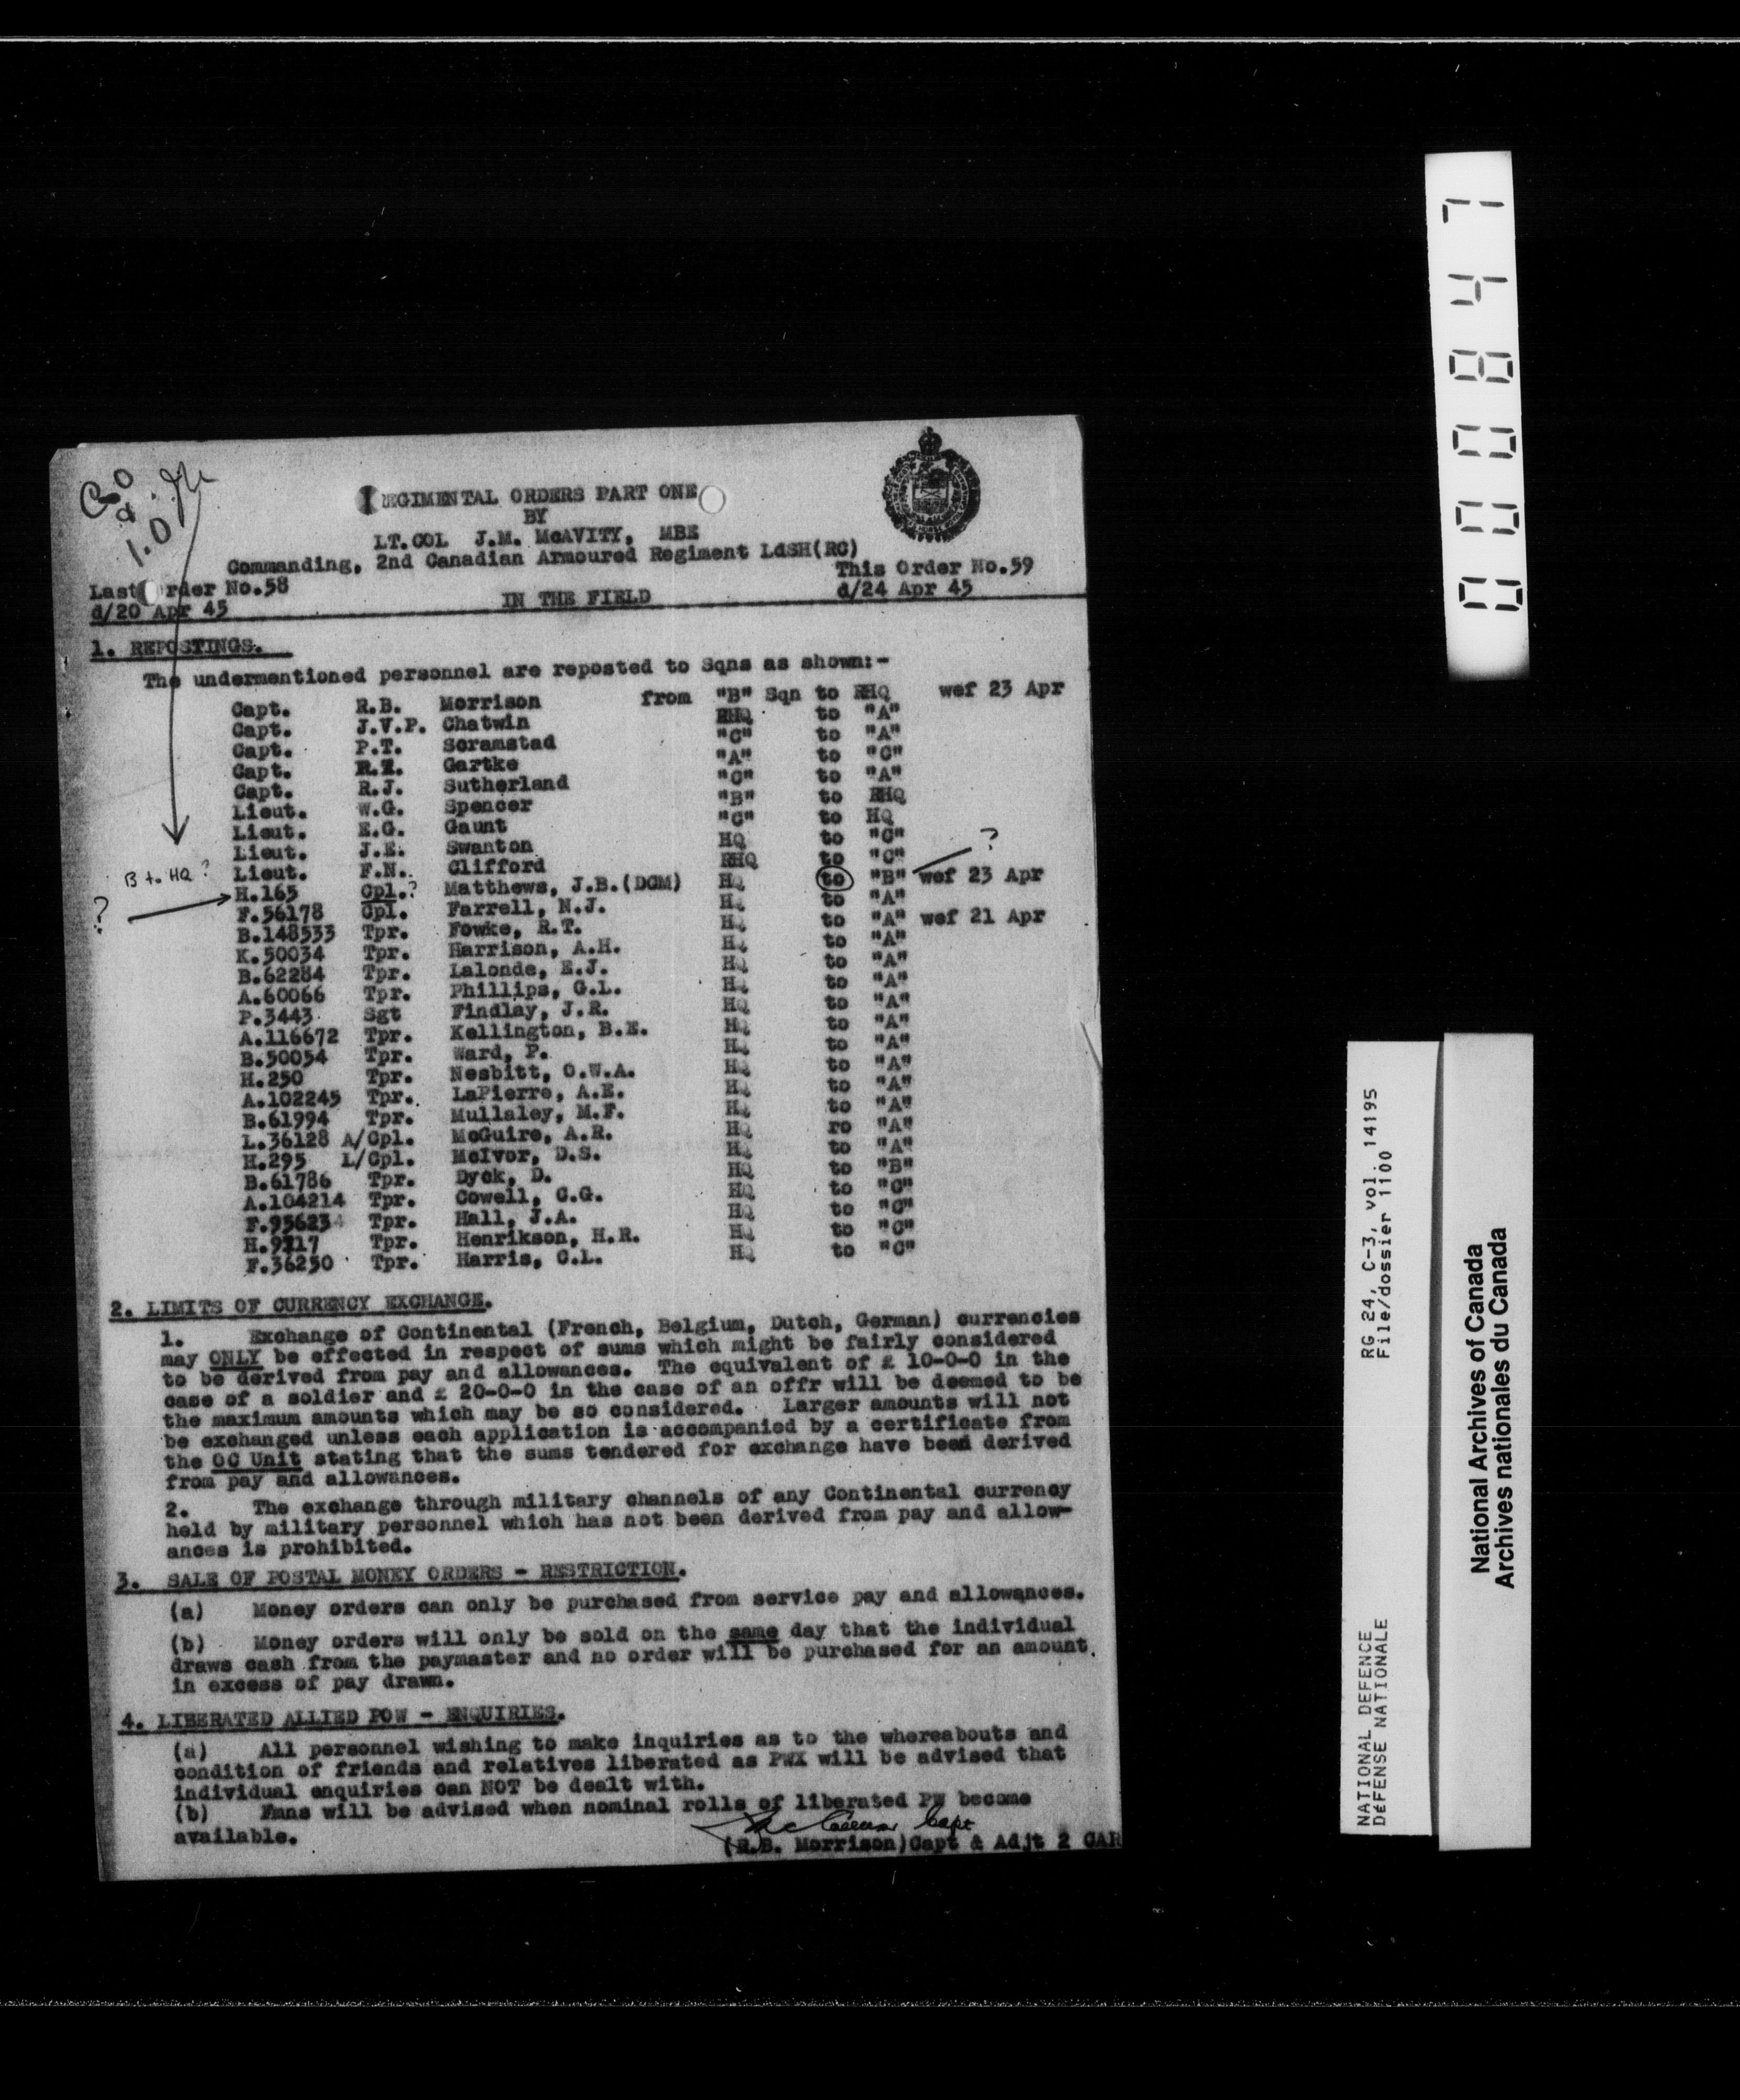 REGIMENTAL ORDERS PART ONE
BY
LT.COL J.M. McAVITY, MBE
Commanding, 2nd Canadian Armoured Regiment LdSH(RC)
Last Order No.58 This Order No.59
d/20 Apr 45 IN THE FIELD d/24 Apr 45
1. REPOSTINGS.
The undermentioned personnel are reposted to Sqns as shown:-
Capt. R.B. Morrison from "B" Sqn to RHQ wef 23 Apr
Capt. J.V.P. Chatwin RHQ to "A"
Capt. P.T. Scramstad "C" to "A"
Capt. R.Z. Gartke "A" to "C"
Capt. R.J. Sutherland "C" to "A"
Lieut. W.G. Spencer "B" to RHQ
Lieut. E.G. Gaunt "C" to HQ
Lieut. J.E. Swanton HQ to "C"
Lieut. F.N. Clifford RHQ to "C" ?
B to HQ ?
? H.165 Cpl.? Matthews, J.B.(DCM) HQ to "B" wef 23 Apr
F.56178 Cpl. Farrell, N.J. HQ to "A"
B.148533 Tpr. Fowke, R.T. HQ to "A" wef 21 Apr
K.50034 Tpr. Harrison, A.H. HQ to "A"
B.62284 Tpr. Lalonde, E.J. HQ to "A"
A.60066 Tpr. Phillips, G.L. HQ to "A"
P.3443 Sgt Findlay, J.R. HQ to "A"
A.116672 Tpr. Kellington, B.E. HQ to "A"
B.50054 Tpr. Ward, P. HQ to "A"
H.250 Tpr. Nesbitt, O.W.A. HQ to "A"
A.102245 Tpr. LaPierre, A.E. HQ to "A"
B.61994 Tpr. Mullaley, M.F. HQ to "A"
L.36128 A/Cpl. McGuire, A.R. HQ ro "A"
H.295 L/Cpl. McIvor, D.S. HQ to "A"
B.61786 Tpr. Dyck, D. HQ to "B"
A.104214 Tpr. Cowell, C.G. HQ to "C"
F.95623 Tpr. Hall, J.A. HQ to "C"
H.9217 Tpr. Henrikson, H.R. HQ to "C"
F.36250 Tpr. Harris, C.L. HQ to "C"
2. LIMITS OF CURRENCY EXCHANGE.
1. Exchange of Continental (French, Belgium, Dutch, German) currencies
may ONLY be effected in respect of sums which might be fairly considered
to be derived from pay and allowances. The equivalent of £ 10-0-0 in the
case of a soldier and £ 20-0-0 in the case of an offr will be deemed to be
the maximum amounts which may be so considered. Larger amounts will not
be exchanged unless each application is accompanied by a certificate from
the OC Unit stating that the sums tendered for exchange have been derived
from pay and allowances.
2. The exchange through military channels of any Continental currency
held by military personnel which has not been derived from pay and allow-
ances is prohibited.
3. SALE OF POSTAL MONEY ORDERS - RESTRICTION.
(a) Money orders can only be purchased from service pay and allowances.
(b) Money orders will only be sold on the same day that the individual
draws cash from the paymaster and no order will be purchased for an amount
in excess of pay drawn.
4. LIBERATED ALLIED POW - ENQUIRIES.
(a) All personnel wishing to make inquiries as to the whereabouts and
condition of friends and relatives liberated as PWX will be advised that
individual enquiries can NOT be dealt with.
(b) Fmns will be advised when nominal rolls of liberated PW become
available.
Capt
(R.B. Morrison)Capt & Adjt 2 CAR
000847
RG 24, C-3, vol. 14195
File/dossier 1100
NATIONAL DEFENCE
DÉFENSE NATIONALE
National Archives of Canada
Archives nationales du Canada